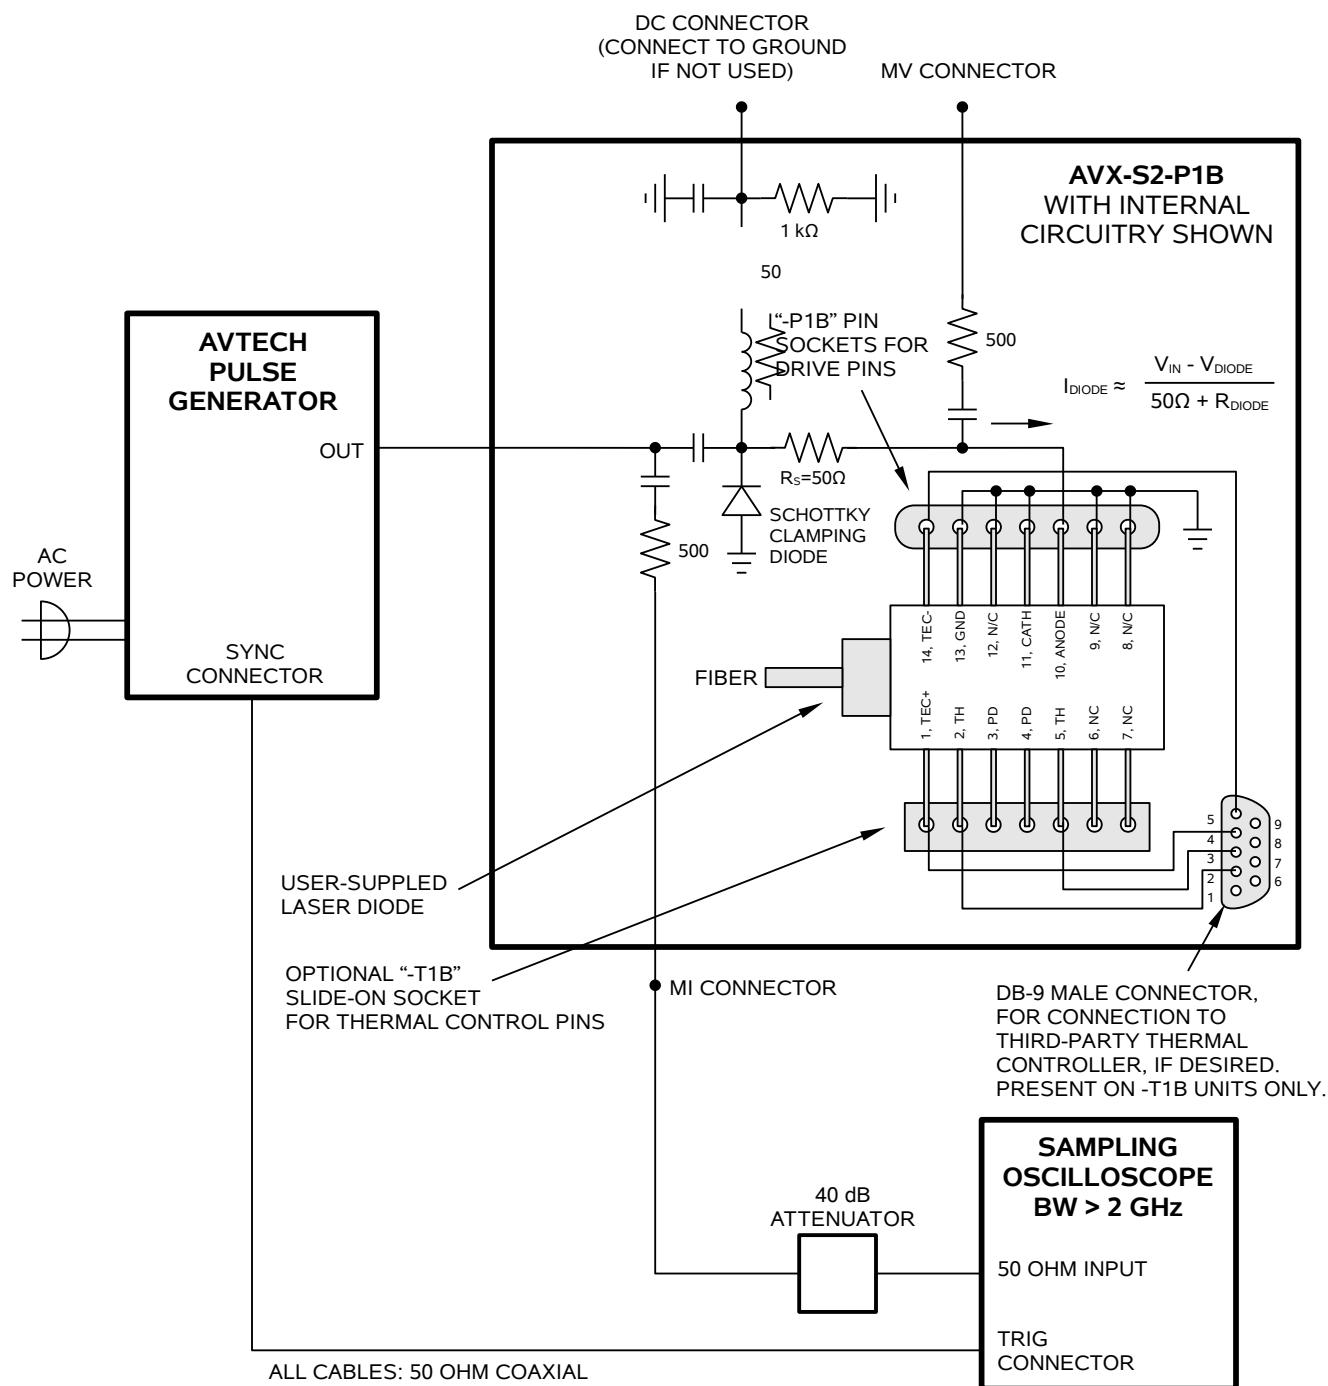 DC CONNECTOR
(CONNECT TO GROUND
IF NOT USED)
MV CONNECTOR
AVX-S2-P1B
WITH INTERNAL
CIRCUITRY SHOWN
1 kΩ
50
“-P1B” PIN
SOCKETS FOR
DRIVE PINS
500
I_DIODE ≈ V_IN - V_DIODE
50Ω + R_DIODE
AVTECH
PULSE
GENERATOR
OUT
R_S=50Ω
SCHOTTKY
CLAMPING
DIODE
500
AC
POWER
SYNC
CONNECTOR
FIBER
14, TEC-
13, GND
12, N/C
11, CATH
10, ANODE
9, N/C
8, N/C
1, TEC+
2, TH
3, PD
4, PD
5, TH
6, NC
7, NC
5
4
3
2
1
9
8
7
6
USER-SUPPLED
LASER DIODE
OPTIONAL “-T1B”
SLIDE-ON SOCKET
FOR THERMAL CONTROL PINS
MI CONNECTOR
DB-9 MALE CONNECTOR,
FOR CONNECTION TO
THIRD-PARTY THERMAL
CONTROLLER, IF DESIRED.
PRESENT ON -T1B UNITS ONLY.
SAMPLING
OSCILLOSCOPE
BW > 2 GHz
40 dB
ATTENUATOR
50 OHM INPUT
TRIG
CONNECTOR
ALL CABLES: 50 OHM COAXIAL